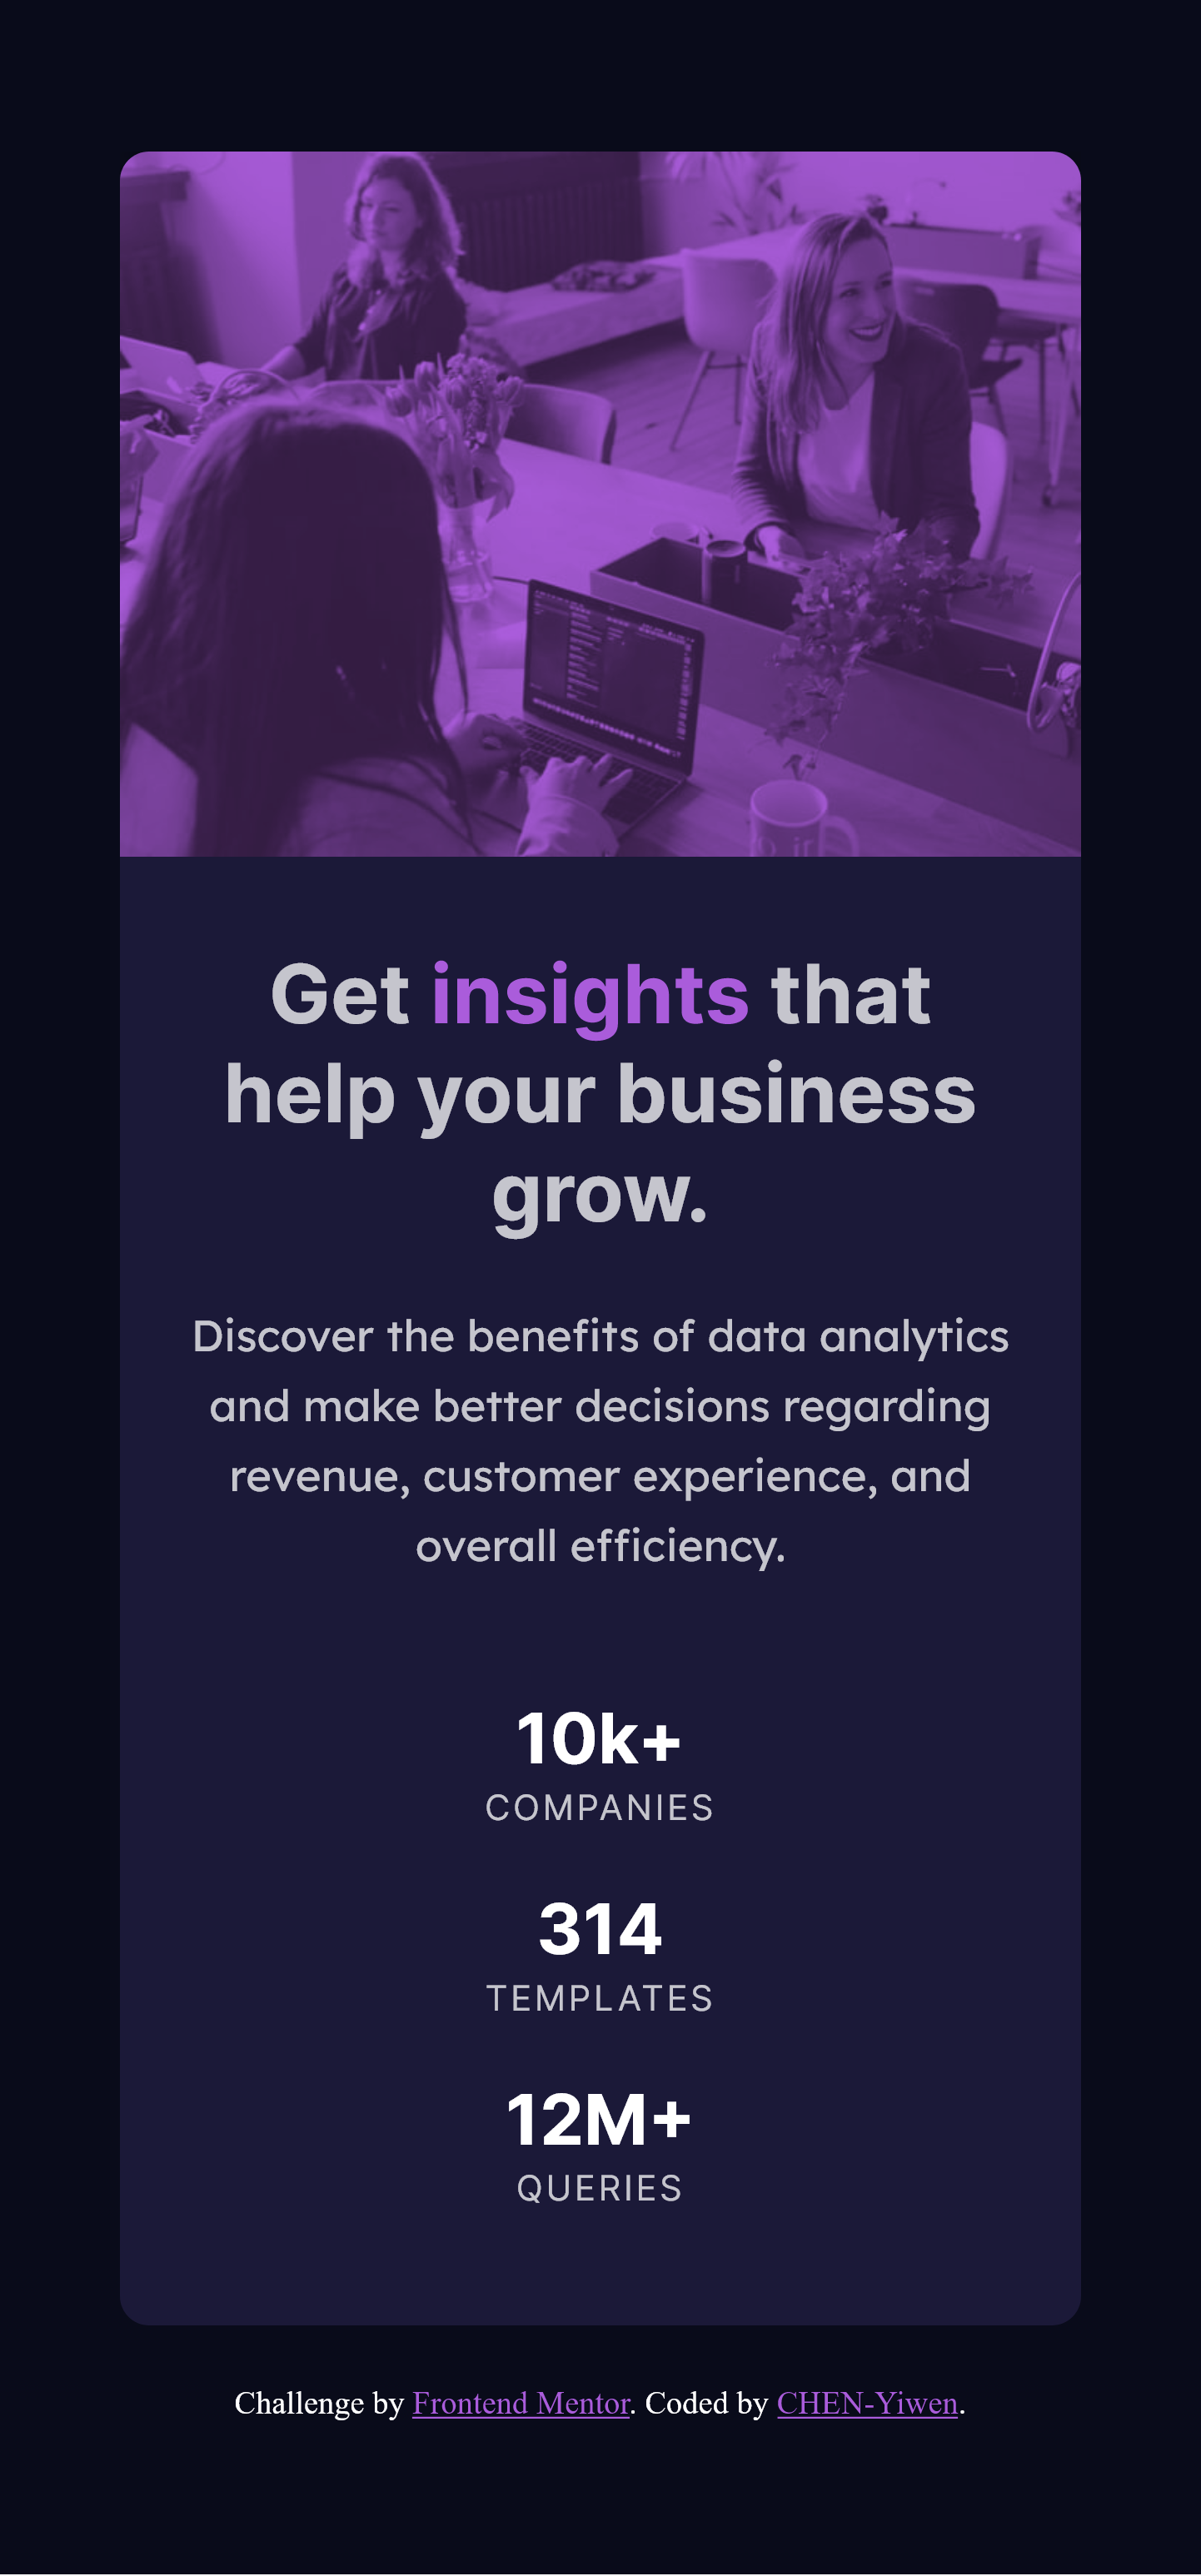 Get insights that
help your business
grow.
Discover the benefits of data analytics
and make better decisions regarding
revenue, customer experience, and
overall efficiency.
10k+
COMPANIES
314
TEMPLATES
12M+
QUERIES
Challenge by Frontend Mentor. Coded by CHEN-Yiwen.